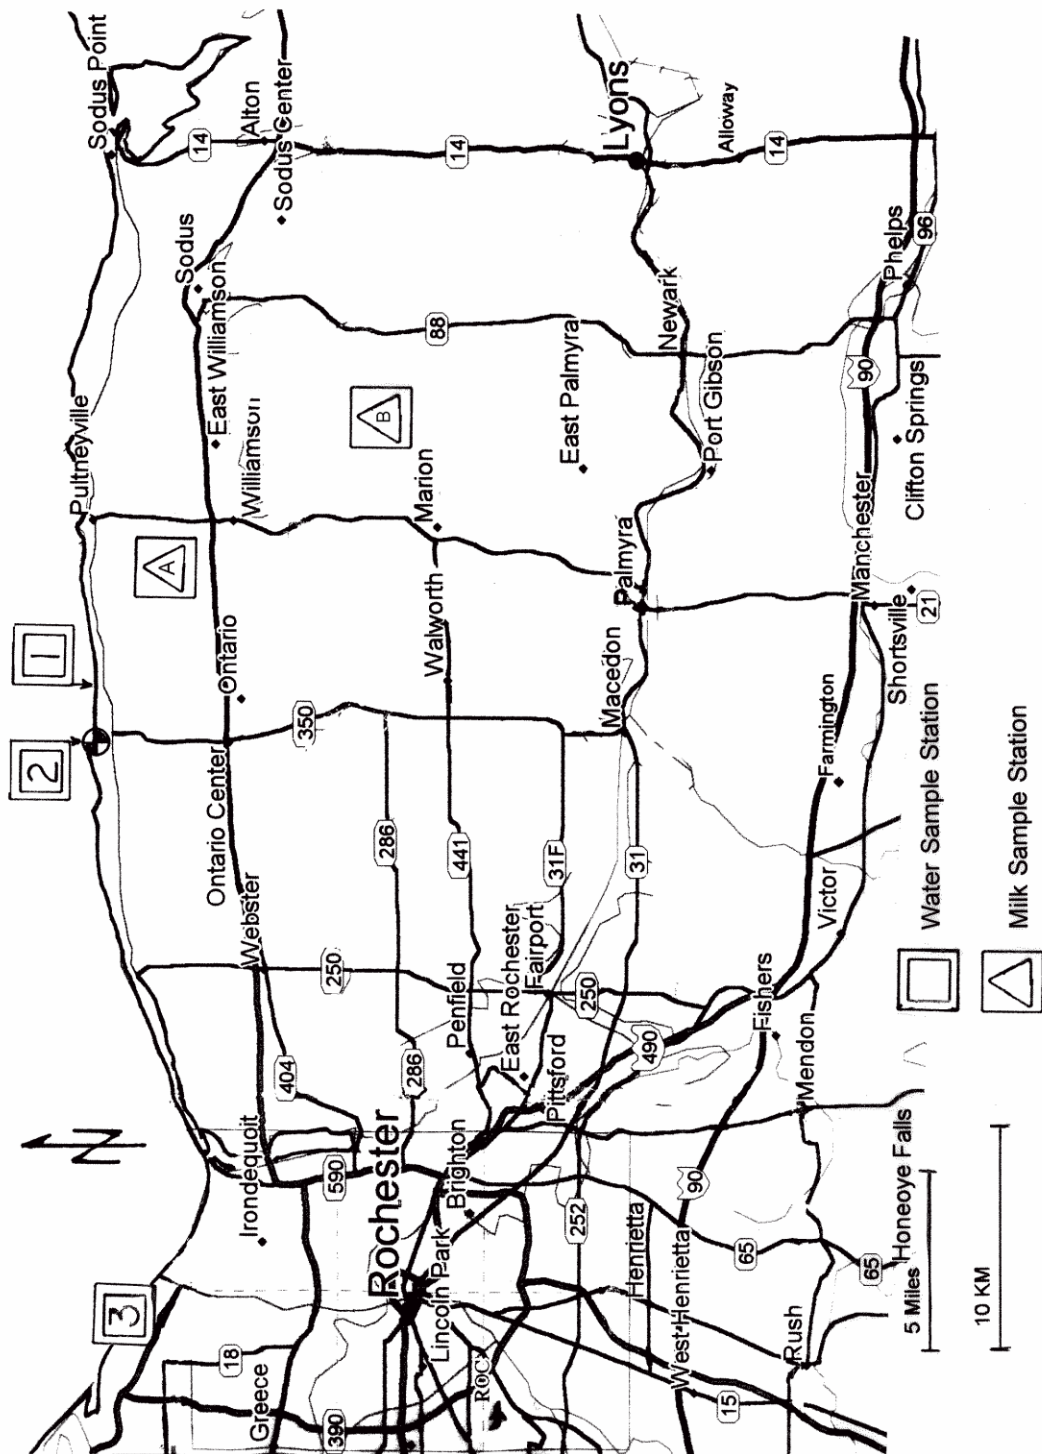 Sodus Point
14
Alton
Sodus Center
Sodus Center
14
Lyons
Alloway
14
Sodus
East Williamson
88
Newark
Phelps
96
Pultneyville
Williamson
B
East Palmyra
Port Gibson
90
Clifton Springs
A
Marion
Palmyra
Manchester
1
Ontario
Walworth
Macedon
Shortsville
21
2
Ontario Center
350
286
441
31F
31
Farmington
Webster
250
Penfield
East Rochester
Fairport
250
Victor
404
286
Pittsford
490
Fishers
Mendon
N
Irondequoit
590
Rochester
Brighton
252
90
Honeoye Falls
3
Lincoln Park
Henrietta
65
65
18
Greece
390
ROC
West Henrietta
15
Rush
Water Sample Station
Milk Sample Station
5 Miles
10 KM